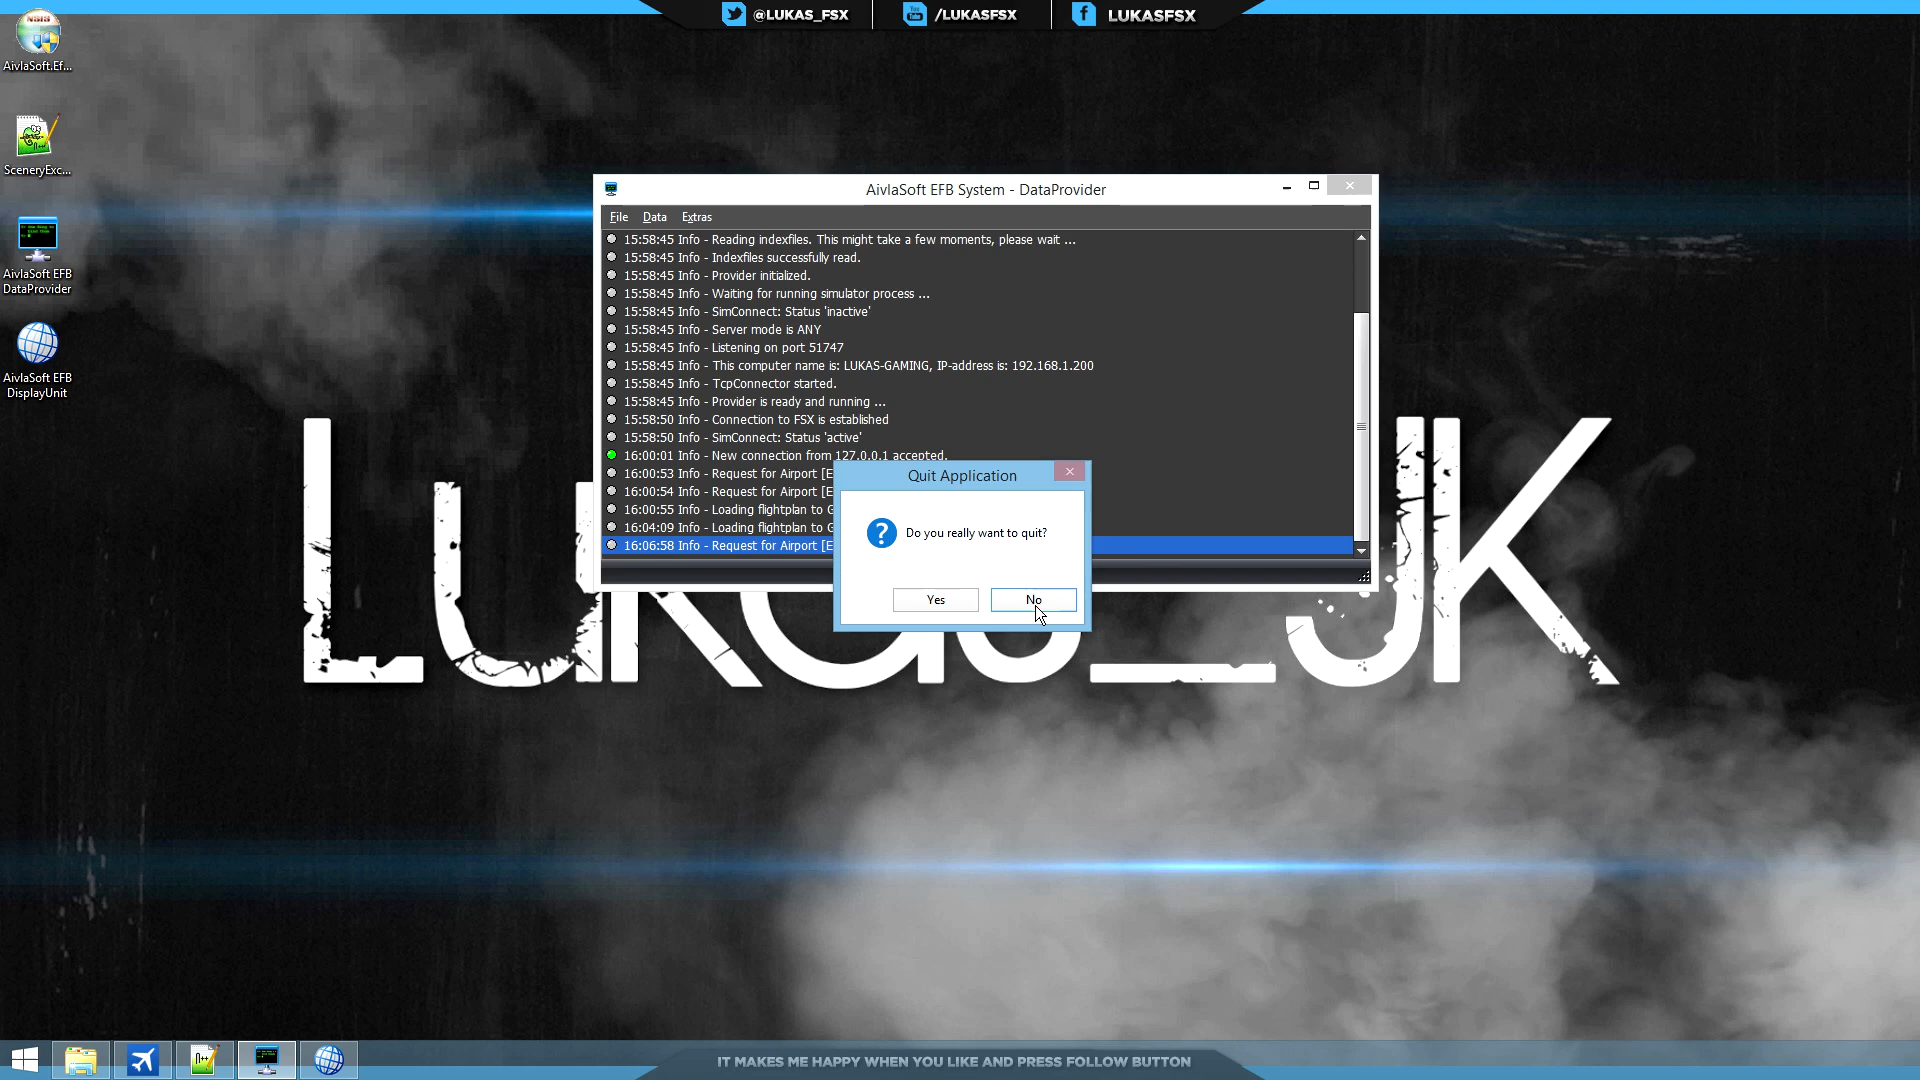 @LUKAS_FSX
You Tube
/LUKASFSX
LUKASFSX
NSIS
AivlaSoft.Ef...
SceneryExc...
AivlaSoft EFB
DataProvider
AivlaSoft EFB
DisplayUnit
AivlaSoft EFB System - DataProvider
File Data Extras
15:58:45 Info - Reading indexfiles. This might take a few moments, please wait ...
15:58:45 Info - Indexfiles successfully read.
15:58:45 Info - Provider initialized.
15:58:45 Info - Waiting for running simulator process ...
15:58:45 Info - SimConnect: Status 'inactive'
15:58:45 Info - Server mode is ANY
15:58:45 Info - Listening on port 51747
15:58:45 Info - This computer name is: LUKAS-GAMING, IP-address is: 192.168.1.200
15:58:45 Info - TcpConnector started.
15:58:45 Info - Provider is ready and running ...
15:58:50 Info - Connection to FSX is established
15:58:50 Info - SimConnect: Status 'active'
16:00:01 Info - New connection from 127.0.0.1 accepted.
16:00:53 Info - Request for Airport [E
16:00:54 Info - Request for Airport [E
16:00:55 Info - Loading flightplan to G
16:04:09 Info - Loading flightplan to G
16:06:58 Info - Request for Airport [E
Quit Application
Do you really want to quit?
Yes
No
LUKAS_JK
IT MAKES ME HAPPY WHEN YOU LIKE AND PRESS FOLLOW BUTTON